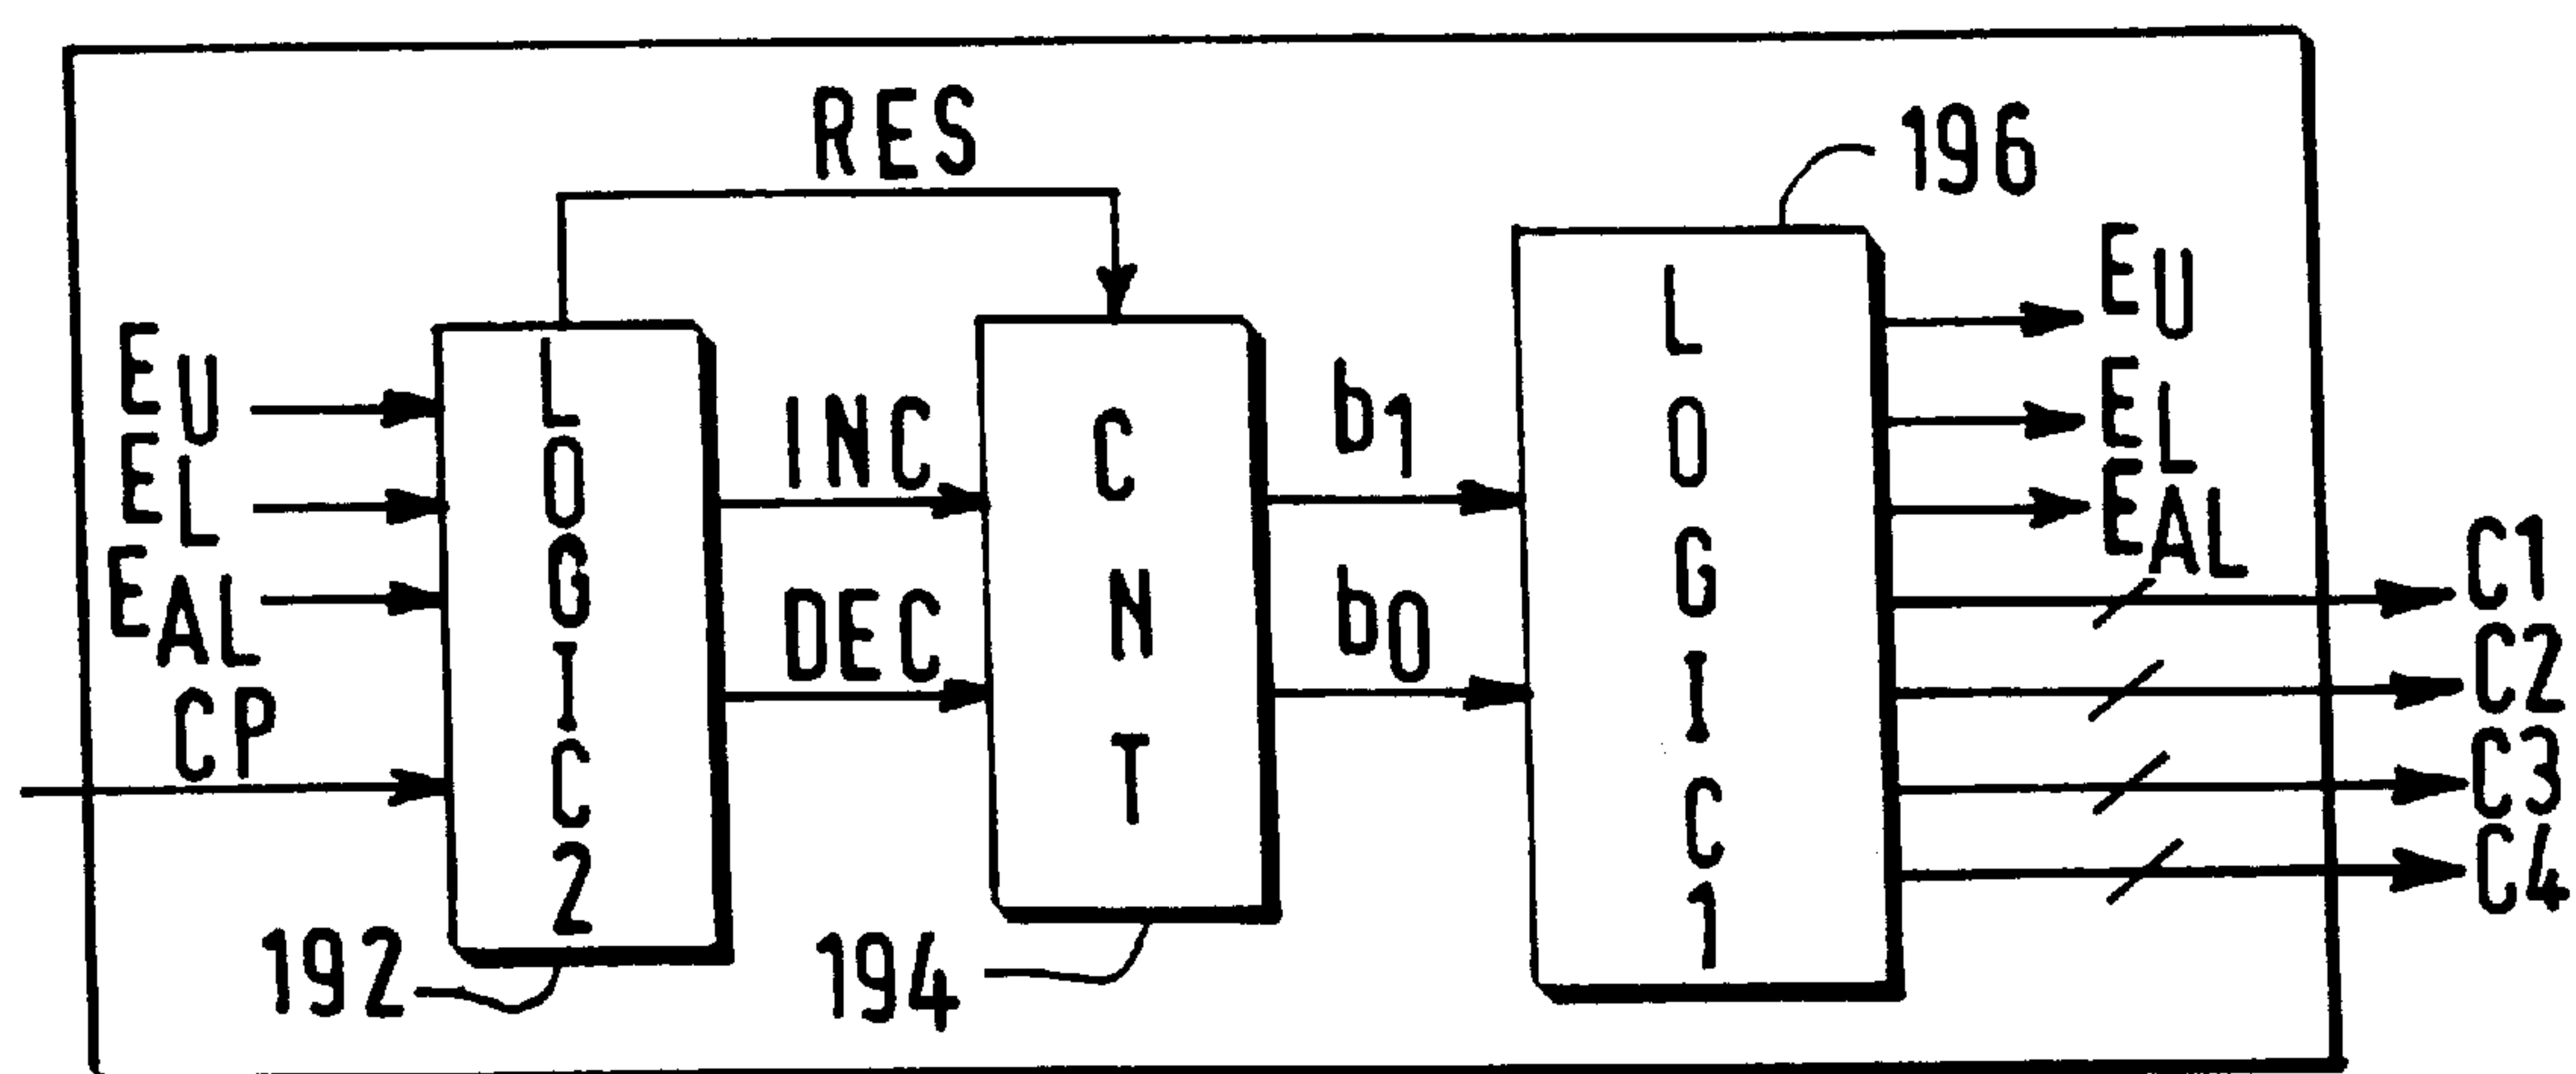 RES
196
EU
EL
EAL
CP
LOGIC2
INC
DEC
CNT
b1
b0
LOGIC1
EU
EL
EAL
C1
C2
C3
C4
192
194